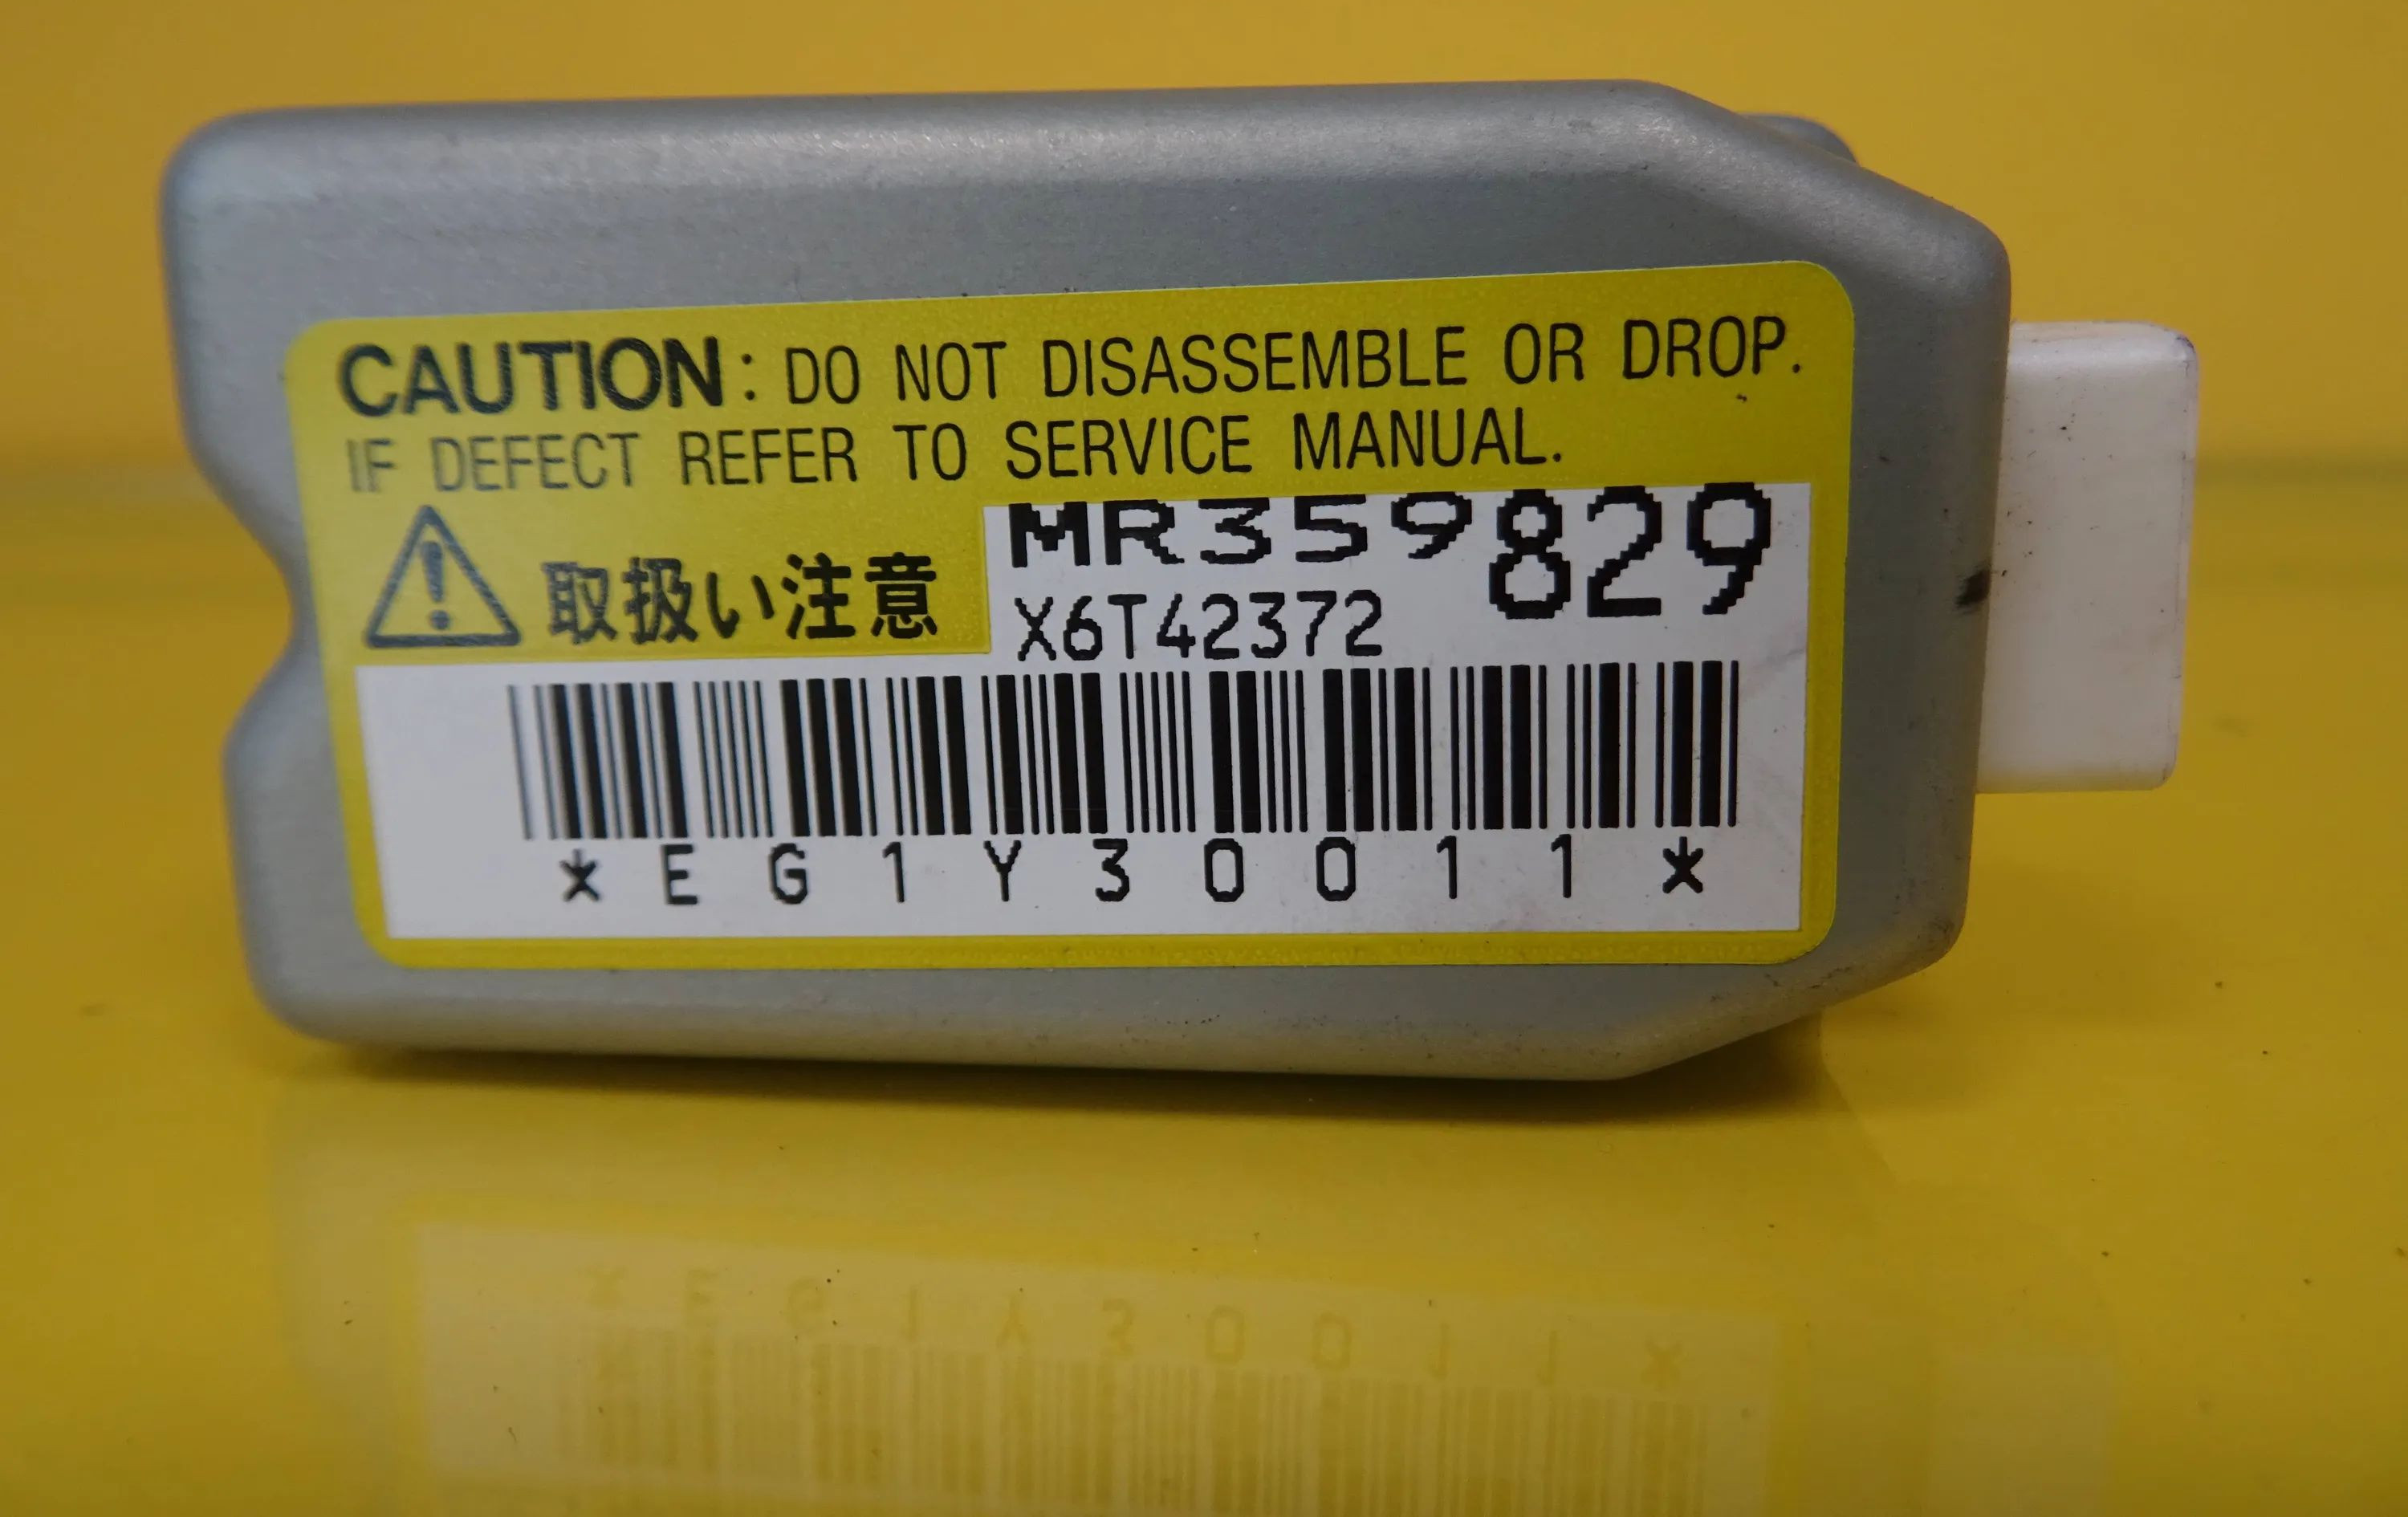 CAUTION: DO NOT DISASSEMBLE OR DROP.
IF DEFECT REFER TO SERVICE MANUAL.
取扱い注意
MR359829
X6T42372
*EG1Y30011*